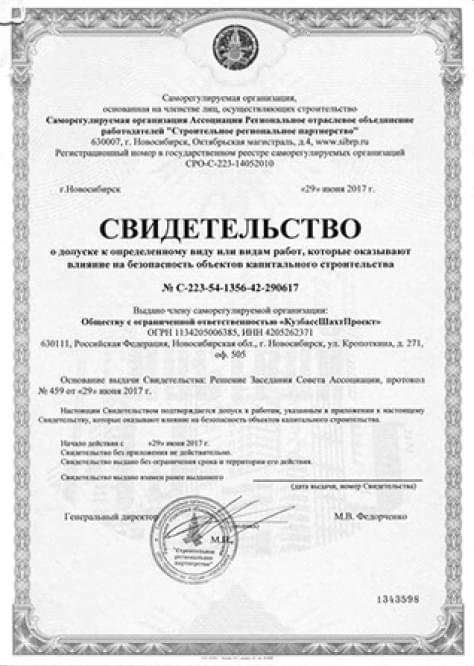 Саморегулируемая организация,
основанная на членстве лиц, осуществляющих строительство
Саморегулируемая организация Ассоциация Региональное отраслевое объединение
работодателей "Строительное региональное партнерство"
630007, г. Новосибирск, Октябрьская магистраль, д.4, www.sibrp.ru
Регистрационный номер в государственном реестре саморегулируемых организаций
СРО-С-223-14052010
г.Новосибирск «29» июня 2017 г.
СВИДЕТЕЛЬСТВО
о допуске к определенному виду или видам работ, которые оказывают
влияние на безопасность объектов капитального строительства
№ С-223-54-1356-42-290617
Выдано члену саморегулируемой организации:
Обществу с ограниченной ответственностью «КузбассШахтПроект»
ОГРН 1134205006385, ИНН 4205262371
630111, Российская Федерация, Новосибирская обл., г. Новосибирск, ул. Кропоткина, д. 271,
оф. 505
Основание выдачи Свидетельства: Решение Заседания Совета Ассоциации, протокол
№ 459 от «29» июня 2017 г.
Настоящим Свидетельством подтверждается допуск к работам, указанным в приложении к настоящему
Свидетельству, которые оказывают влияние на безопасность объектов капитального строительства.
Начало действия с «29» июня 2017 г.
Свидетельство без приложения не действительно.
Свидетельство выдано без ограничения срока и территории его действия.
Свидетельство выдано взамен ранее выданного
(дата выдачи, номер Свидетельства)
Генеральный директор М.В. Федорченко
М.П.
"Строительное
региональное
партнерство"
1343598